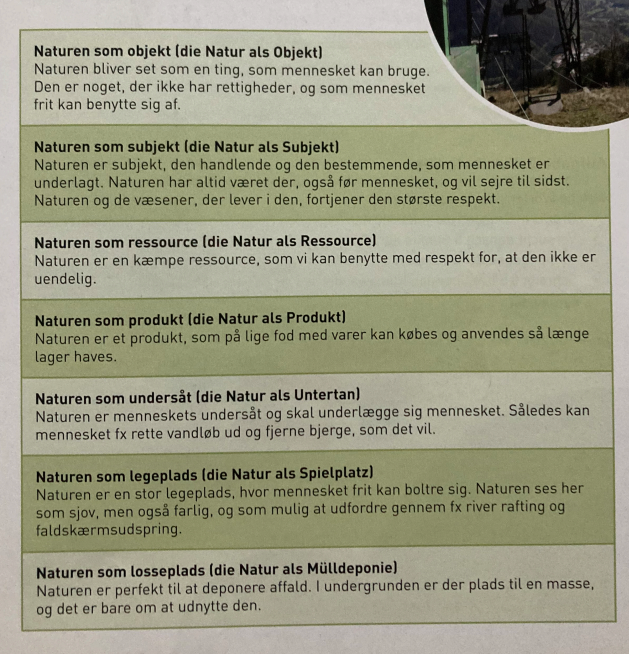 Naturen som objekt (die Natur als Objekt)
Naturen bliver set som en ting, som mennesket kan bruge.
Den er noget, der ikke har rettigheder, og som mennesket
frit kan benytte sig af.
Naturen som subjekt (die Natur als Subjekt)
Naturen er subjekt, den handlende og den bestemmende, som mennesket er
underlagt. Naturen har altid været der, også før mennesket, og vil sejre til sidst.
Naturen og de væsener, der lever i den, fortjener den største respekt.
Naturen som ressource (die Natur als Ressource)
Naturen er en kæmpe ressource, som vi kan benytte med respekt for, at den ikke er
uendelig.
Naturen som produkt (die Natur als Produkt)
Naturen er et produkt, som på lige fod med varer kan købes og anvendes så længe
lager haves.
Naturen som undersåt (die Natur als Untertan)
Naturen er menneskets undersåt og skal underlægge sig mennesket. Således kan
mennesket fx rette vandløb ud og fjerne bjerge, som det vil.
Naturen som legeplads (die Natur als Spielplatz)
Naturen er en stor legeplads, hvor mennesket frit kan boltre sig. Naturen ses her
som sjov, men også farlig, og som mulig at udfordre gennem fx river rafting og
faldskærmsudspring.
Naturen som losseplads (die Natur als Mülldeponie)
Naturen er perfekt til at deponere affald. I undergrunden er der plads til en masse,
og det er bare om at udnytte den.